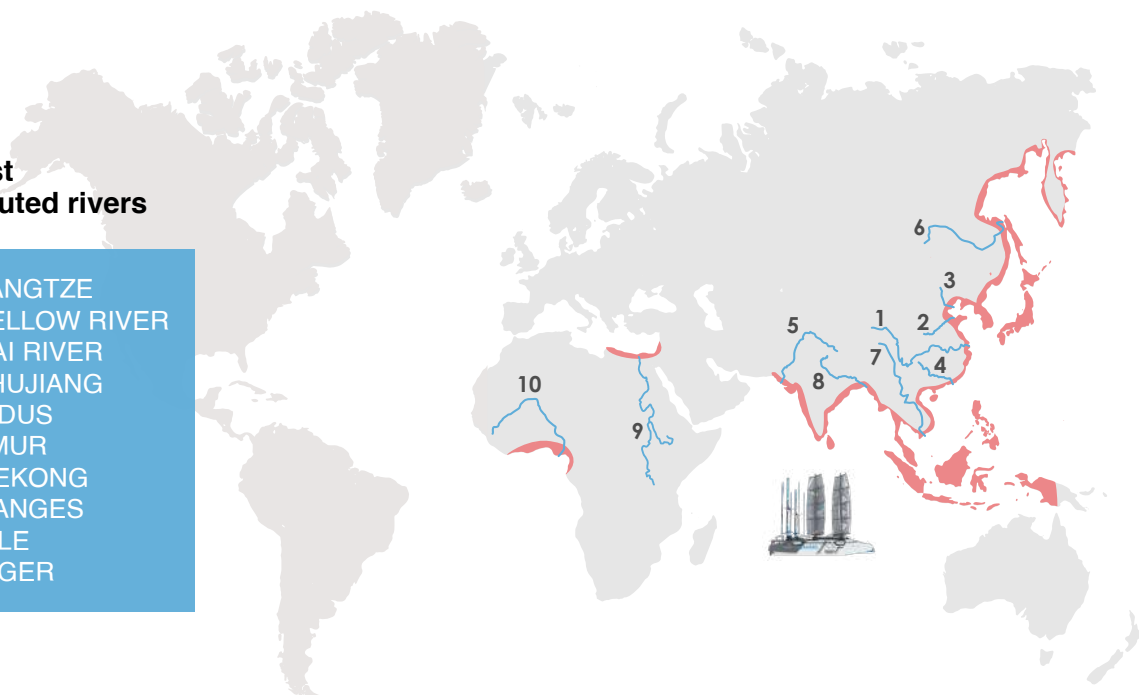 st
uted rivers
ANGTZE
ELLOW RIVER
AI RIVER
HUJIANG
DUS
MUR
EKONG
ANGES
LE
GER
6
3
5
1
2
7
4
8
10
9